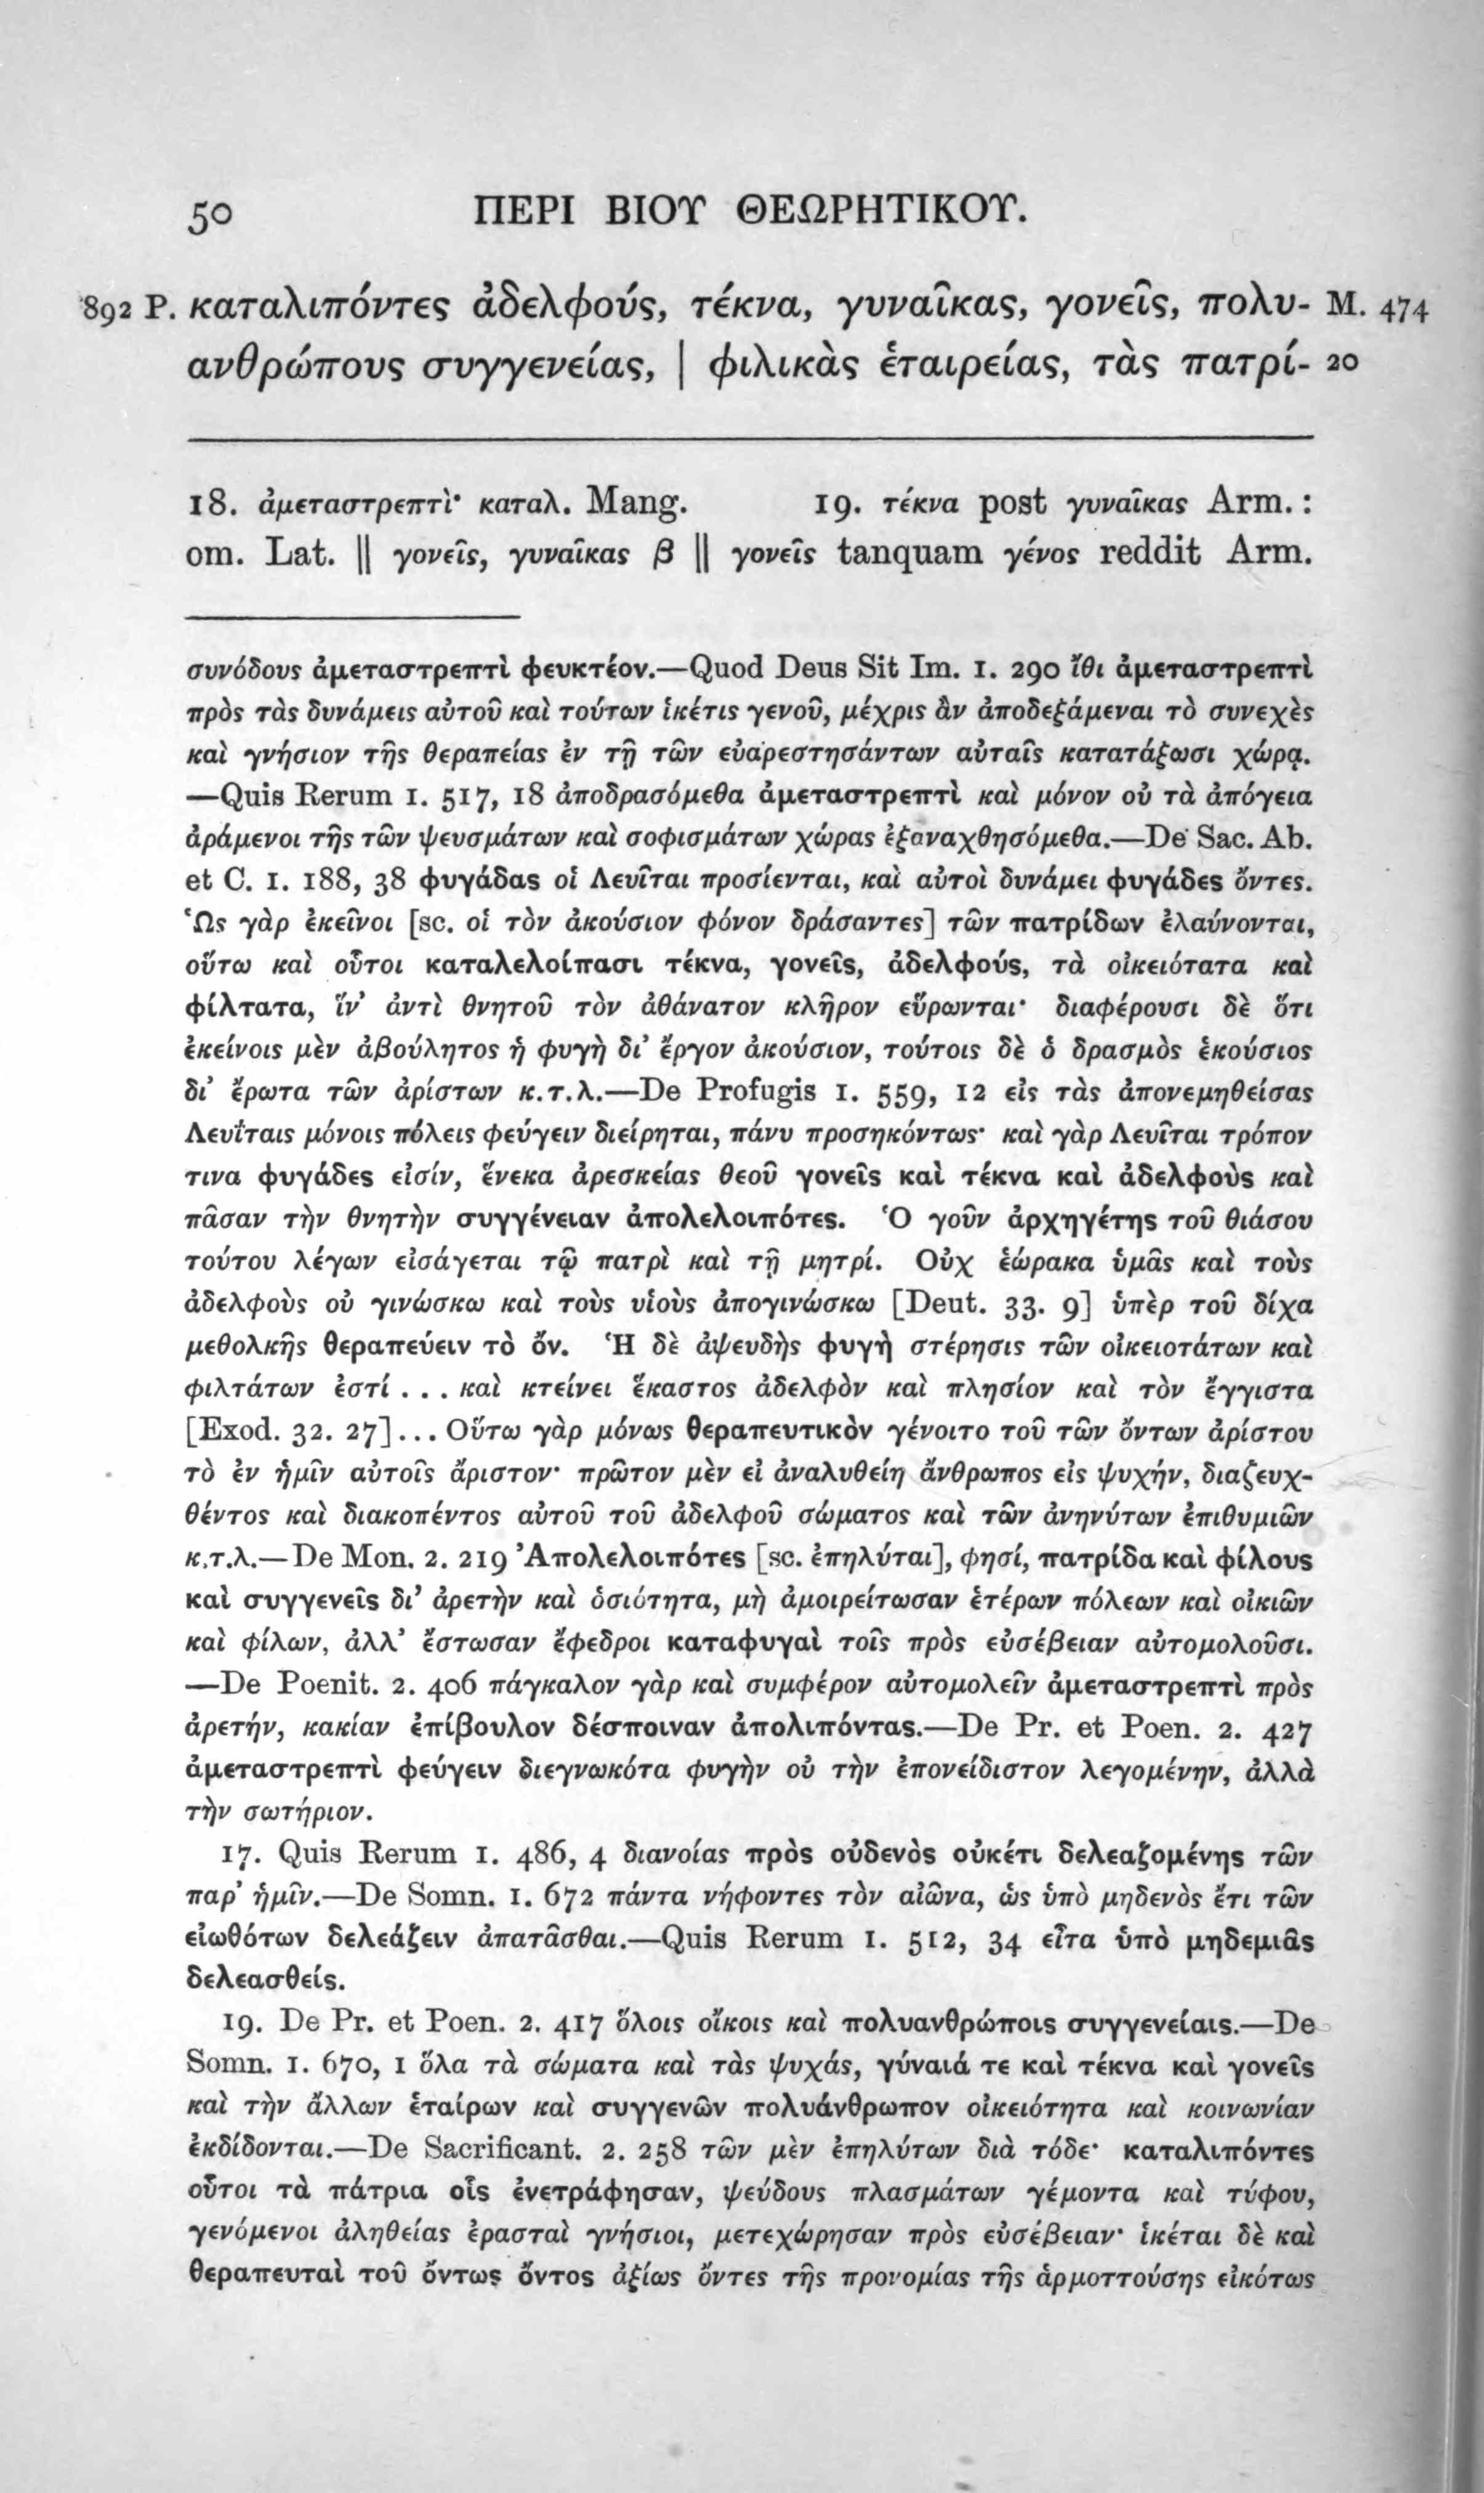 50 ΠΕΡΙ ΒΙΟΥ ΘΕΩΡΗΤΙΚΟΥ.
892 P. καταλιπόντες ἀδελφούς, τέκνα, γυναῖκας, γονεῖς, πολυ- M. 474
ανθρώπους συγγενείας, | φιλικὰς ἑταιρείας, τὰς πατρί- 20
18. ἀμεταστρεπτὶ· καταλ. Mang. 19. τέκνα post γυναῖκας Arm. :
om. Lat. || γονεῖς, γυναῖκας β || γονεῖς tanquam γένος reddit Arm.
συνόδους ἀμεταστρεπτὶ φευκτέον.—Quod Deus Sit Im. 1. 290 ἴθι ἀμεταστρεπτὶ
πρὸς τὰς δυνάμεις αὐτοῦ καὶ τούτων ἱκέτις γενοῦ, μέχρις ἂν ἀποδεξάμεναι τὸ συνεχὲς
καὶ γνήσιον τῆς θεραπείας ἐν τῇ τῶν εὐαρεστησάντων αὐταῖς κατατάξωσι χώρᾳ.
—Quis Rerum 1. 517, 18 ἀποδρασόμεθα ἀμεταστρεπτὶ καὶ μόνον οὐ τὰ ἀπόγεια
ἀράμενοι τῆς τῶν ψευσμάτων καὶ σοφισμάτων χώρας ἐξαναχθησόμεθα.—De Sac. Ab.
et C. 1. 188, 38 φυγάδας οἱ Λευῖται προσίενται, καὶ αὐτοὶ δυνάμει φυγάδες ὄντες.
Ὡς γὰρ ἐκεῖνοι [sc. οἱ τὸν ἀκούσιον φόνον δράσαντες] τῶν πατρίδων ἐλαύνονται,
οὕτω καὶ οὗτοι καταλελοίπασι τέκνα, γονεῖς, ἀδελφούς, τὰ οἰκειότατα καὶ
φίλτατα, ἵν’ ἀντὶ θνητοῦ τὸν ἀθάνατον κλῆρον εὕρωνται· διαφέρουσι δὲ ὅτι
ἐκείνοις μὲν ἀβούλητος ἡ φυγὴ δι’ ἔργον ἀκούσιον, τούτοις δὲ ὁ δρασμὸς ἑκούσιος
δι’ ἔρωτα τῶν ἀρίστων κ.τ.λ.—De Profugis 1. 559, 12 εἰς τὰς ἀπονεμηθείσας
Λευΐταις μόνοις πόλεις φεύγειν διείρηται, πάνυ προσηκόντως· καὶ γὰρ Λευῖται τρόπον
τινα φυγάδες εἰσίν, ἕνεκα ἀρεσκείας θεοῦ γονεῖς καὶ τέκνα καὶ ἀδελφοὺς καὶ
πᾶσαν τὴν θνητὴν συγγένειαν ἀπολελοιπότες. Ὁ γοῦν ἀρχηγέτης τοῦ θιάσου
τούτου λέγων εἰσάγεται τῷ πατρὶ καὶ τῇ μητρί. Οὐχ ἑώρακα ὑμᾶς καὶ τοὺς
ἀδελφοὺς οὐ γινώσκω καὶ τοὺς υἱοὺς ἀπογινώσκω [Deut. 33. 9] ὑπὲρ τοῦ δίχα
μεθολκῆς θεραπεύειν τὸ ὄν. Ἡ δὲ ἀψευδὴς φυγὴ στέρησις τῶν οἰκειοτάτων καὶ
φιλτάτων ἐστί . . . καὶ κτείνει ἕκαστος ἀδελφὸν καὶ πλησίον καὶ τὸν ἔγγιστα
[Exod. 32. 27] . . . Οὕτω γὰρ μόνως θεραπευτικὸν γένοιτο τοῦ τῶν ὄντων ἀρίστου
τὸ ἐν ἡμῖν αὐτοῖς ἄριστον· πρῶτον μὲν εἰ ἀναλυθείη ἄνθρωπος εἰς ψυχήν, διαζευχ-
θέντος καὶ διακοπέντος αὐτοῦ τοῦ ἀδελφοῦ σώματος καὶ τῶν ἀνηνύτων ἐπιθυμιῶν
κ.τ.λ.—De Mon. 2. 219 Ἀπολελοιπότες [sc. ἐπηλύται], φησί, πατρίδα καὶ φίλους
καὶ συγγενεῖς δι’ ἀρετὴν καὶ ὁσιότητα, μὴ ἀμοιρείτωσαν ἑτέρων πόλεων καὶ οἰκιῶν
καὶ φίλων, ἀλλ’ ἔστωσαν ἔφεδροι καταφυγαὶ τοῖς πρὸς εὐσέβειαν αὐτομολοῦσι.
—De Poenit. 2. 406 πάγκαλον γὰρ καὶ συμφέρον αὐτομολεῖν ἀμεταστρεπτὶ πρὸς
ἀρετήν, κακίαν ἐπίβουλον δέσποιναν ἀπολιπόντας.—De Pr. et Poen. 2. 427
ἀμεταστρεπτὶ φεύγειν διεγνωκότα φυγὴν οὐ τὴν ἐπονείδιστον λεγομένην, ἀλλὰ
τὴν σωτήριον.
17. Quis Rerum 1. 486, 4 διανοίας πρὸς οὐδενὸς οὐκέτι δελεαζομένης τῶν
παρ’ ἡμῖν.—De Somn. 1. 672 πάντα νήφοντες τὸν αἰῶνα, ὡς ὑπὸ μηδενὸς ἔτι τῶν
εἰωθότων δελεάζειν ἀπατᾶσθαι.—Quis Rerum 1. 512, 34 εἶτα ὑπὸ μηδεμιᾶς
δελεασθείς.
19. De Pr. et Poen. 2. 417 ὅλοις οἴκοις καὶ πολυανθρώποις συγγενείαις.—De
Somn. 1. 670, 1 ὅλα τὰ σώματα καὶ τὰς ψυχάς, γύναιά τε καὶ τέκνα καὶ γονεῖς
καὶ τὴν ἄλλων ἑταίρων καὶ συγγενῶν πολυάνθρωπον οἰκειότητα καὶ κοινωνίαν
ἐκδίδονται.—De Sacrificant. 2. 258 τῶν μὲν ἐπηλύτων διὰ τόδε· καταλιπόντες
οὗτοι τὰ πάτρια οἷς ἐνετράφησαν, ψεύδους πλασμάτων γέμοντα καὶ τύφου,
γενόμενοι ἀληθείας ἐρασταὶ γνήσιοι, μετεχώρησαν πρὸς εὐσέβειαν· ἱκέται δὲ καὶ
θεραπευταὶ τοῦ ὄντως ὄντος ἀξίως ὄντες τῆς προνομίας τῆς ἁρμοττούσης εἰκότως